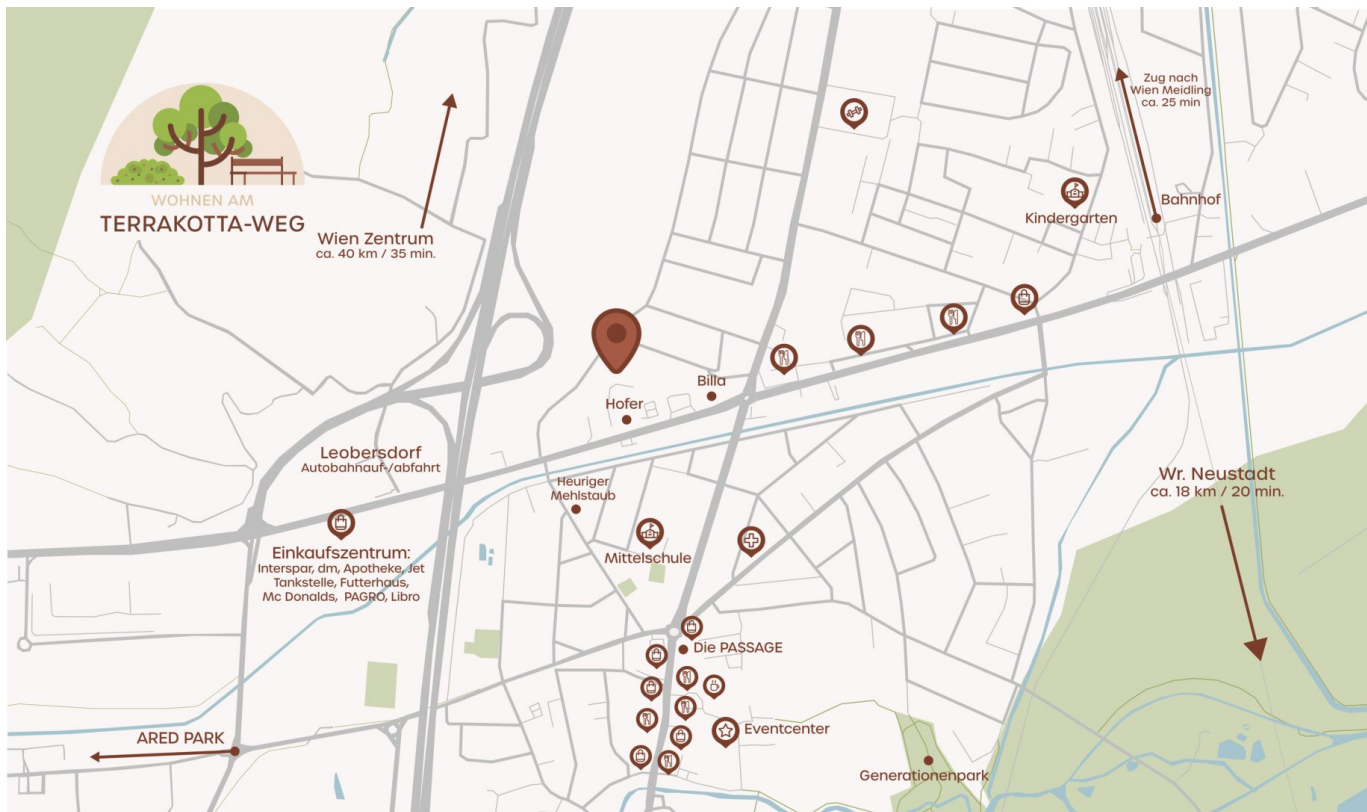 WOHNEN AM
TERRAKOTTA-WEG
Wien Zentrum
ca. 40 km / 35 min.
Zug nach
Wien Meidling
ca. 25 min
Kindergarten
Bahnhof
Billa
Hofer
Leobersdorf
Autobahnauf-/abfahrt
Heuriger
Mehlstaub
Wr. Neustadt
ca. 18 km / 20 min.
Einkaufszentrum:
Interspar, dm, Apotheke, Jet
Tankstelle, Futterhaus,
Mc Donalds, PAGRO, Libro
Mittelschule
Die PASSAGE
ARED PARK
Eventcenter
Generationenpark